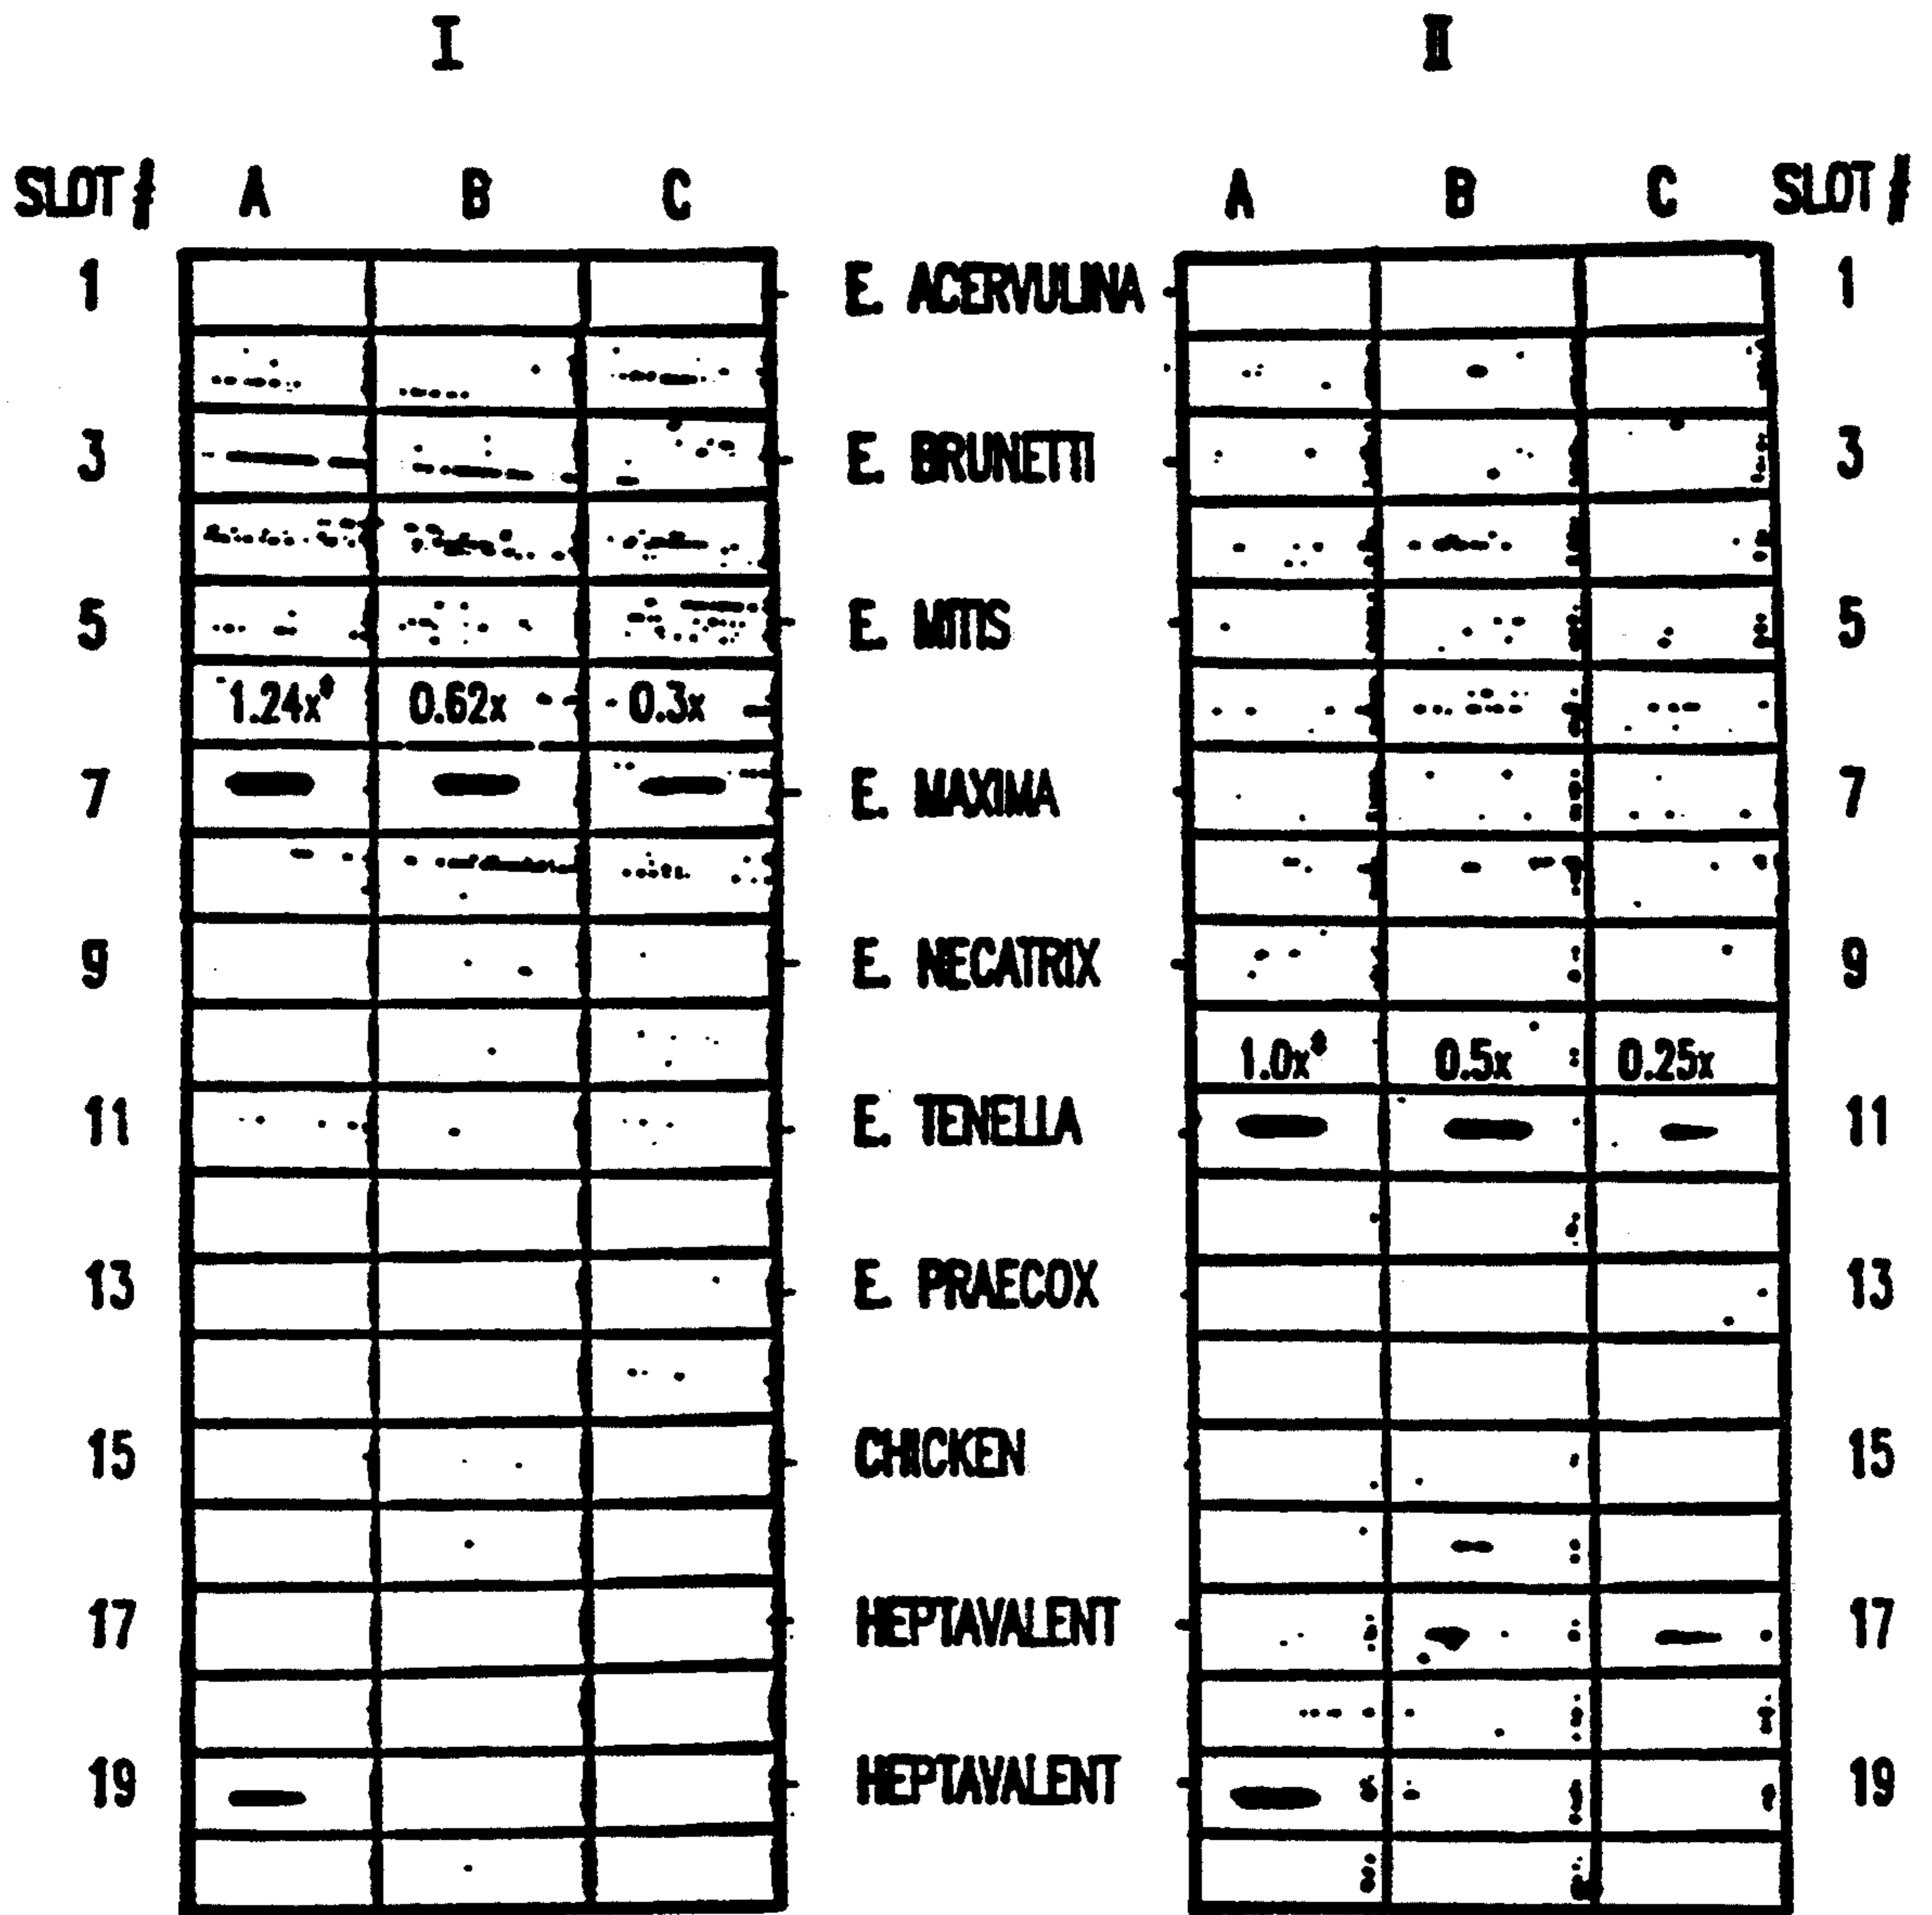 I II
SLOT # A B C A B C SLOT #
1 E. ACERVULINA 1
3 E. BRUNETTI 3
5 E. MITIS 5
1.24x 0.62x 0.3x
7 E. MAXIMA 7
9 E. NECATRIX 9
1.0x 0.5x 0.25x
11 E. TENELLA 11
13 E. PRAECOX 13
15 CHICKEN 15
17 HEPTAVALENT 17
19 HEPTAVALENT 19